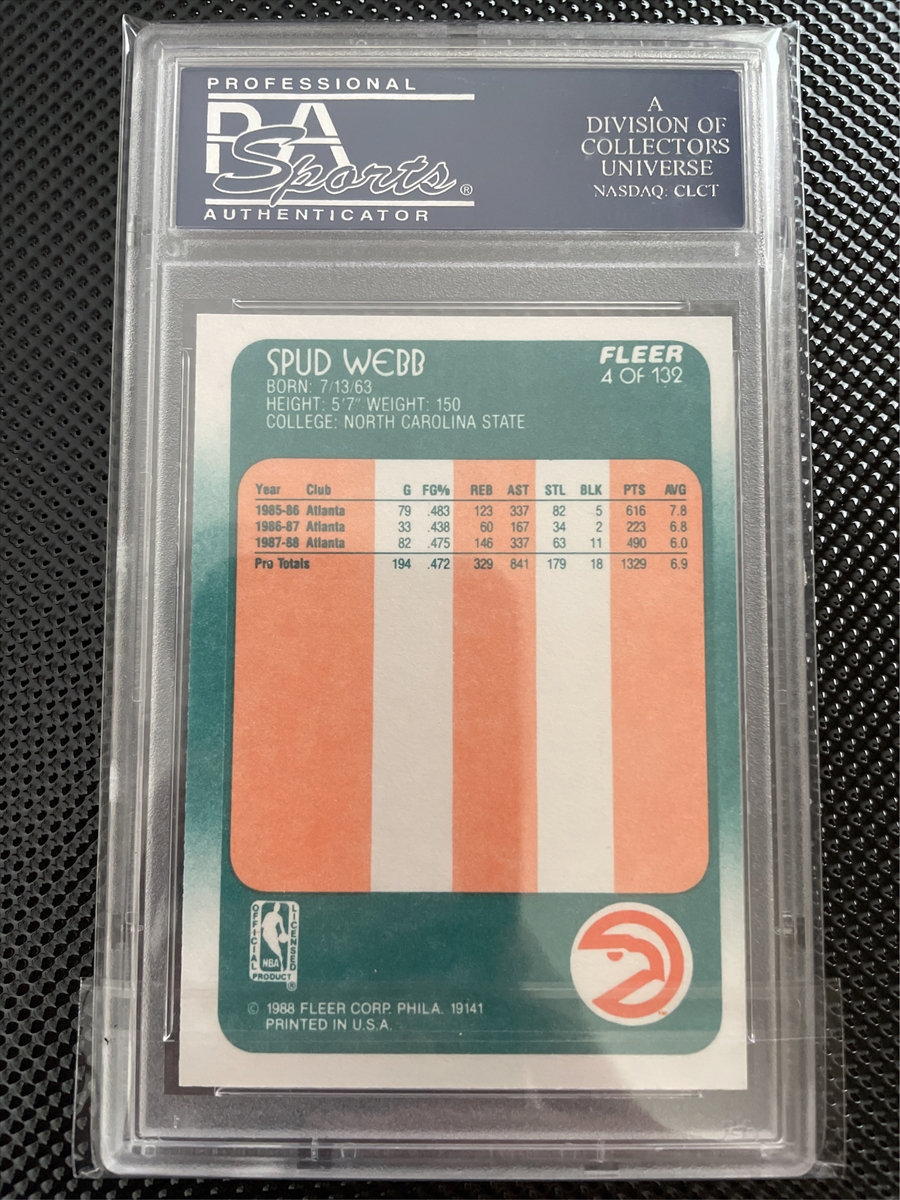 PROFESSIONAL
PSA
Sports®
AUTHENTICATOR
A
DIVISION OF
COLLECTORS
UNIVERSE
NASDAQ: CLCT
SPUD WEBB
BORN: 7/13/63
HEIGHT: 5'7" WEIGHT: 150
COLLEGE: NORTH CAROLINA STATE
FLEER
4 OF 132
Year Club G FG% REB AST STL BLK PTS AVG
1985-86 Atlanta 79 .483 123 337 82 5 616 7.8
1986-87 Atlanta 33 .438 60 167 34 2 223 6.8
1987-88 Atlanta 82 .475 146 337 63 11 490 6.0
Pro Totals 194 .472 329 841 179 18 1329 6.9
OFFICIAL
LICENSED
NBA
PRODUCT
®
TM
© 1988 FLEER CORP. PHILA. 19141
PRINTED IN U.S.A.